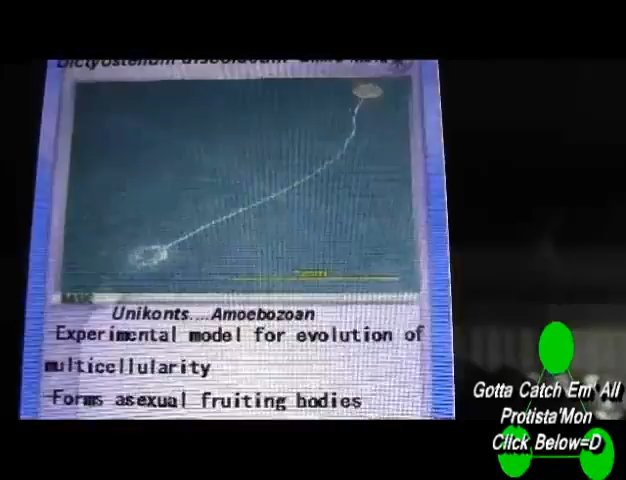 Unikonts....Amoebozoan
Experimental model for evolution of
multicellularity
Forms asexual fruiting bodies
Gotta Catch Em' All
Protista'Mon
Click Below=D